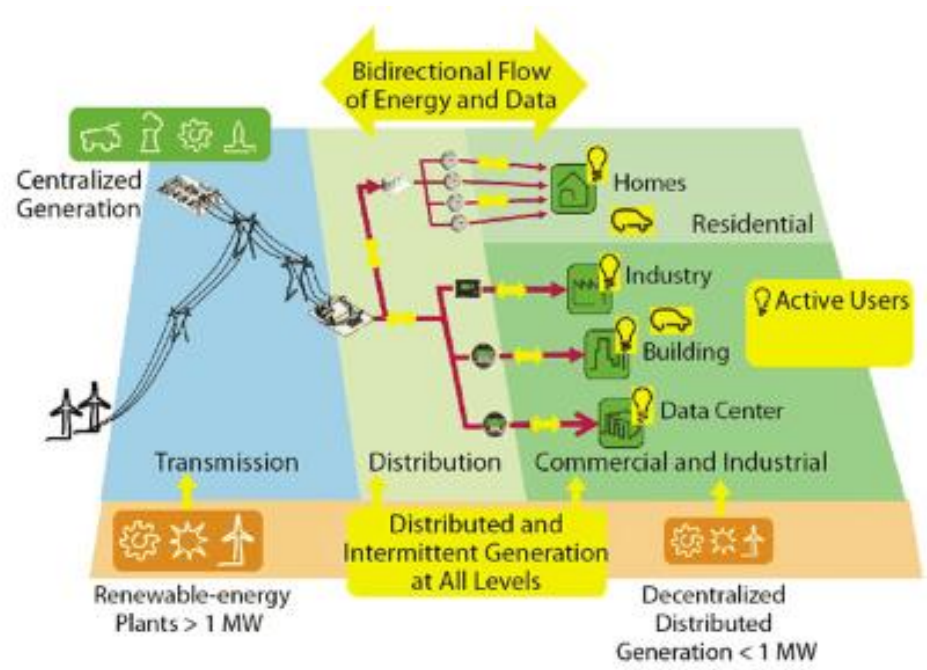 Bidirectional Flow
of Energy and Data
Centralized
Generation
Homes
Residential
Industry
Active Users
Building
Data Center
Transmission
Distribution
Commercial and Industrial
Distributed and
Intermittent Generation
at All Levels
Renewable-energy
Plants > 1 MW
Decentralized
Distributed
Generation < 1 MW